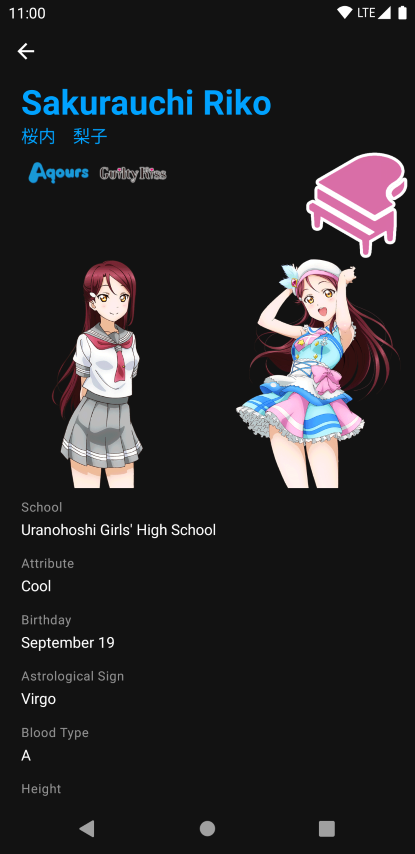 11:00
LTE
Sakurauchi Riko
桜内　梨子
Aqours Guilty Kiss
School
Uranohoshi Girls' High School
Attribute
Cool
Birthday
September 19
Astrological Sign
Virgo
Blood Type
A
Height